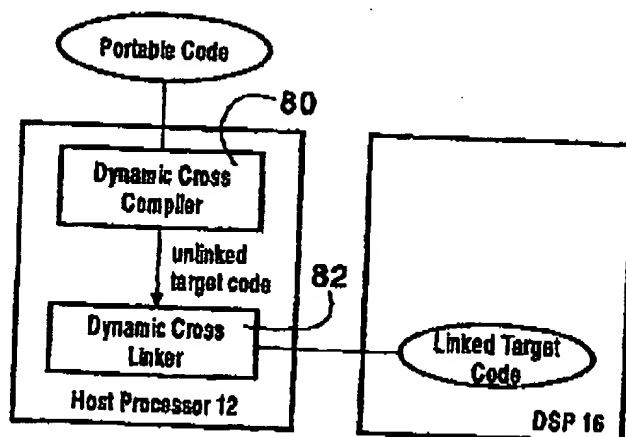 Portable Code
80
Dynamic Cross
Compiler
unlinked
target code
82
Dynamic Cross
Linker
Linked Target
Code
Host Processor 12
DSP 16